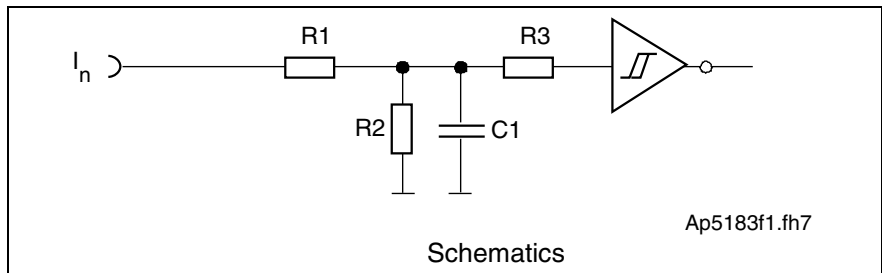 R1
R3
In
R2
C1
Ap5183f1.fh7
Schematics